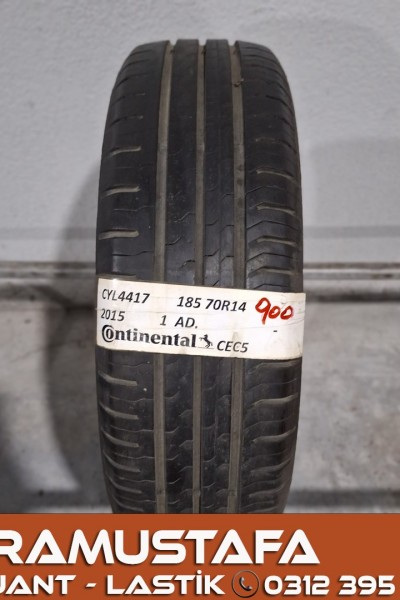 CYL4417 185 70R14 900
2015 1 AD.
Continental CEC5
RAMUSTAFA
JANT - LASTİK 0312 395